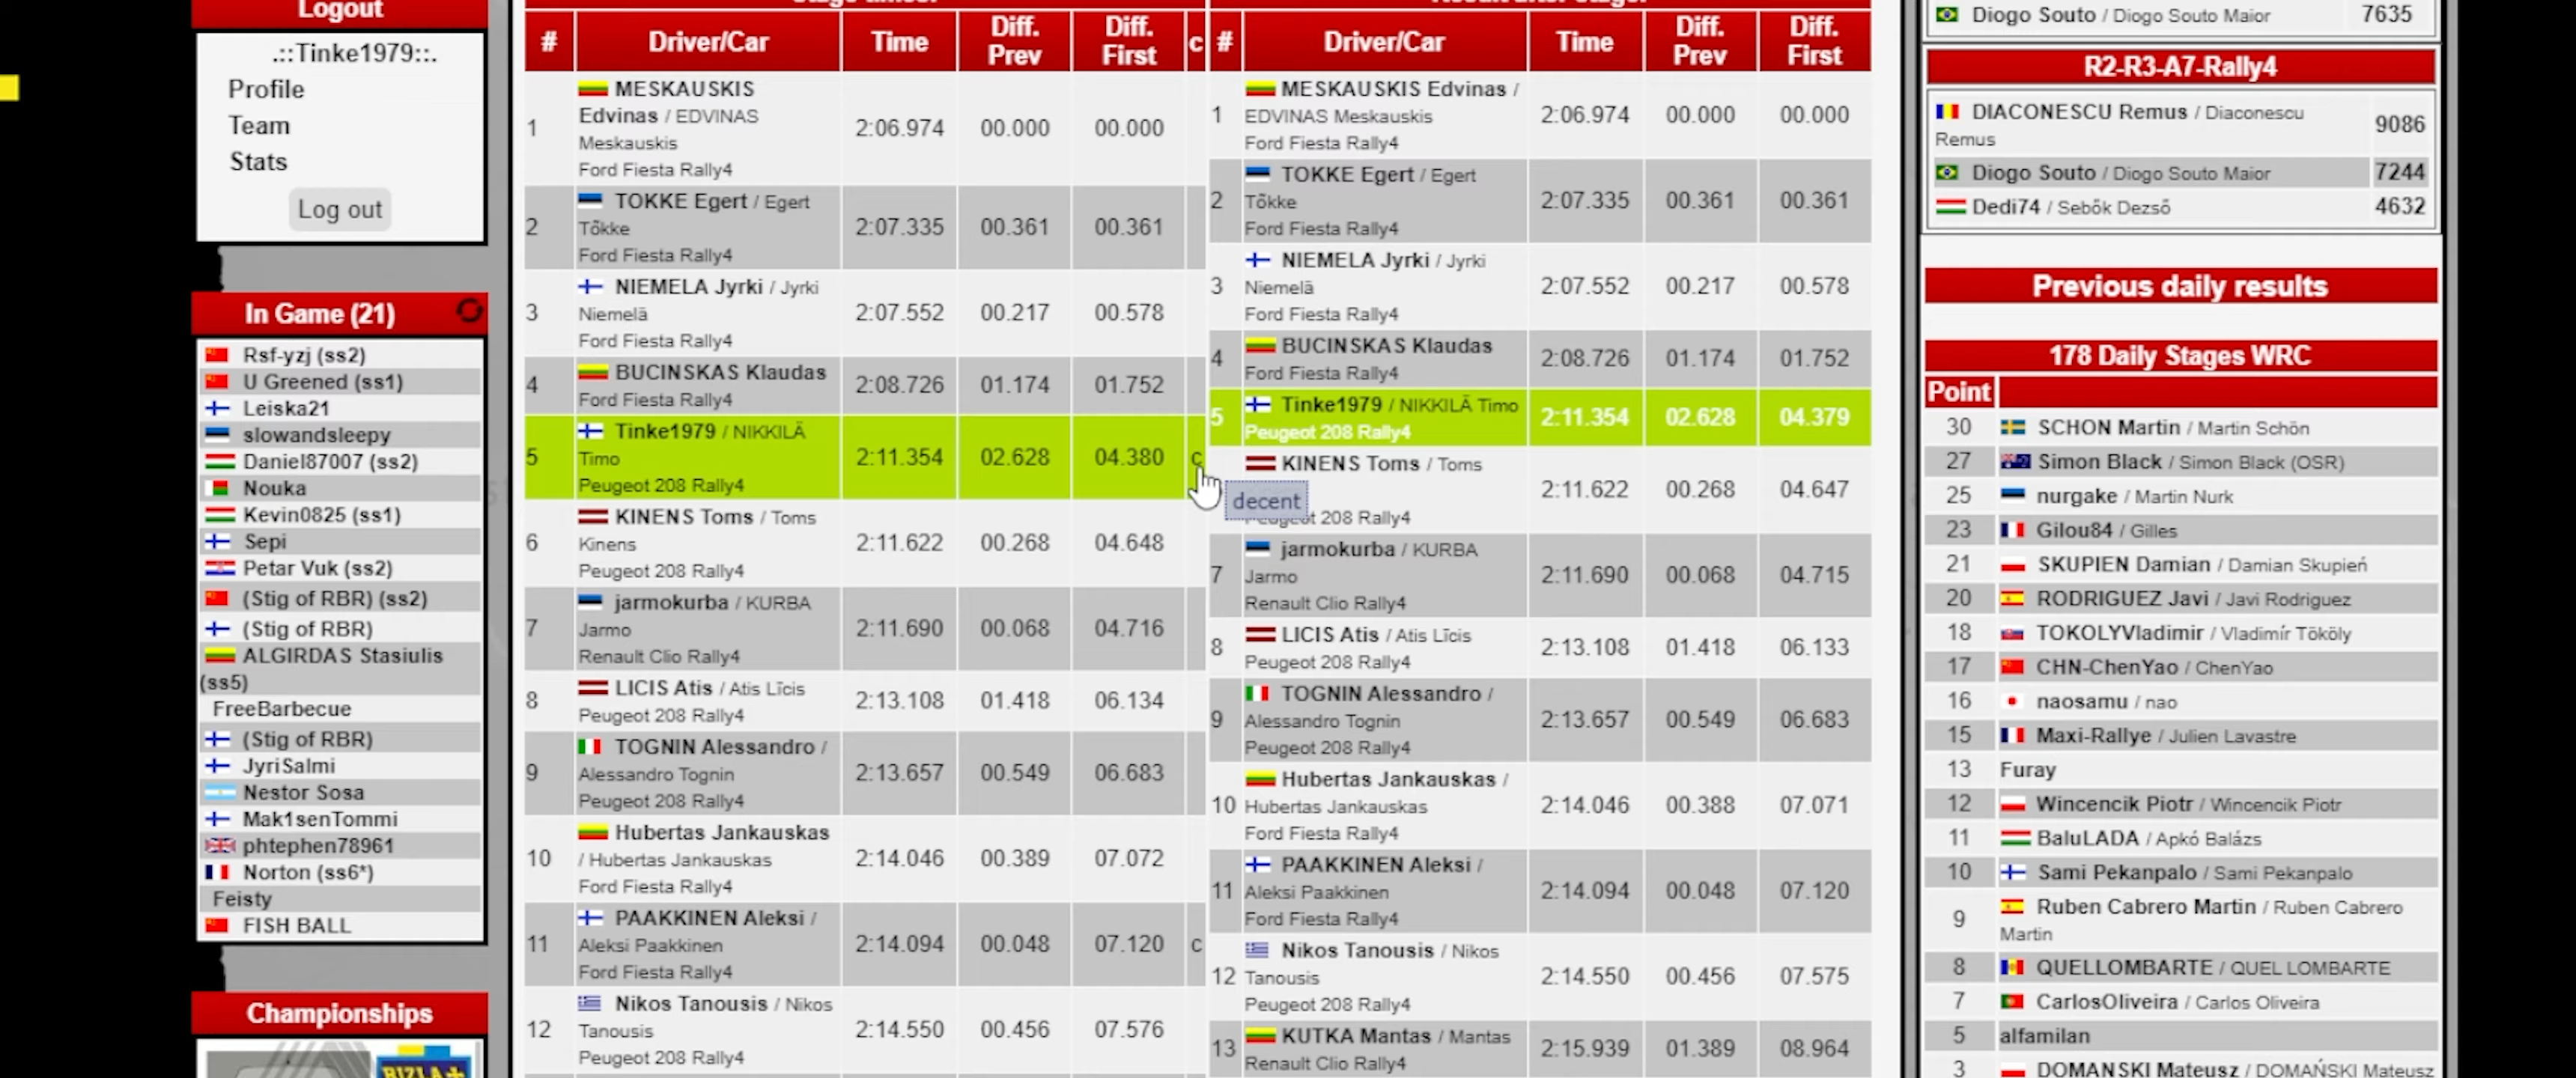 Logout
.::Tinke1979::.
Profile
Team
Stats
Log out
In Game (21)
Rsf-yzj (ss2)
U Greened (ss1)
Leiska21
slowandsleepy
Daniel87007 (ss2)
Nouka
Kevin0825 (ss1)
Sepi
Petar Vuk (ss2)
(Stig of RBR) (ss2)
(Stig of RBR)
ALGIRDAS Stasiulis
(ss5)
FreeBarbecue
(Stig of RBR)
JyriSalmi
Nestor Sosa
Mak1senTommi
phtephen78961
Norton (ss6*)
Feisty
FISH BALL
Championships
# Driver/Car Time Diff. Prev Diff. First c
1 MESKAUSKIS
Edvinas / EDVINAS
Meskauskis
Ford Fiesta Rally4
2:06.974 00.000 00.000
2 TOKKE Egert / Egert
Tõkke
Ford Fiesta Rally4
2:07.335 00.361 00.361
3 NIEMELA Jyrki / Jyrki
Niemelä
Ford Fiesta Rally4
2:07.552 00.217 00.578
4 BUCINSKAS Klaudas
Ford Fiesta Rally4
2:08.726 01.174 01.752
5 Tinke1979 / NIKKILÄ
Timo
Peugeot 208 Rally4
2:11.354 02.628 04.380 c
decent
6 KINENS Toms / Toms
Kinens
Peugeot 208 Rally4
2:11.622 00.268 04.648
7 jarmokurba / KURBA
Jarmo
Renault Clio Rally4
2:11.690 00.068 04.716
8 LICIS Atis / Atis Līcis
Peugeot 208 Rally4
2:13.108 01.418 06.134
9 TOGNIN Alessandro /
Alessandro Tognin
Peugeot 208 Rally4
2:13.657 00.549 06.683
10 Hubertas Jankauskas
/ Hubertas Jankauskas
Ford Fiesta Rally4
2:14.046 00.389 07.072
11 PAAKKINEN Aleksi /
Aleksi Paakkinen
Ford Fiesta Rally4
2:14.094 00.048 07.120 c
12 Nikos Tanousis / Nikos
Tanousis
Peugeot 208 Rally4
2:14.550 00.456 07.576
# Driver/Car Time Diff. Prev Diff. First
1 MESKAUSKIS Edvinas /
EDVINAS Meskauskis
Ford Fiesta Rally4
2:06.974 00.000 00.000
2 TOKKE Egert / Egert
Tõkke
Ford Fiesta Rally4
2:07.335 00.361 00.361
3 NIEMELA Jyrki / Jyrki
Niemelä
Ford Fiesta Rally4
2:07.552 00.217 00.578
4 BUCINSKAS Klaudas
Ford Fiesta Rally4
2:08.726 01.174 01.752
5 Tinke1979 / NIKKILÄ Timo
Peugeot 208 Rally4
2:11.354 02.628 04.379
KINENS Toms / Toms
208 Rally4
2:11.622 00.268 04.647
7 jarmokurba / KURBA
Jarmo
Renault Clio Rally4
2:11.690 00.068 04.715
8 LICIS Atis / Atis Līcis
Peugeot 208 Rally4
2:13.108 01.418 06.133
9 TOGNIN Alessandro /
Alessandro Tognin
Peugeot 208 Rally4
2:13.657 00.549 06.683
10 Hubertas Jankauskas /
Hubertas Jankauskas
Ford Fiesta Rally4
2:14.046 00.388 07.071
11 PAAKKINEN Aleksi /
Aleksi Paakkinen
Ford Fiesta Rally4
2:14.094 00.048 07.120
12 Nikos Tanousis / Nikos
Tanousis
Peugeot 208 Rally4
2:14.550 00.456 07.575
13 KUTKA Mantas / Mantas
Renault Clio Rally4
2:15.939 01.389 08.964
Diogo Souto / Diogo Souto Maior 7635
R2-R3-A7-Rally4
DIACONESCU Remus / Diaconescu
Remus 9086
Diogo Souto / Diogo Souto Maior 7244
Dedi74 / Sebők Dezső 4632
Previous daily results
178 Daily Stages WRC
Point
30 SCHON Martin / Martin Schön
27 Simon Black / Simon Black (OSR)
25 nurgake / Martin Nurk
23 Gilou84 / Gilles
21 SKUPIEN Damian / Damian Skupień
20 RODRIGUEZ Javi / Javi Rodriguez
18 TOKOLYVladimir / Vladimír Tököly
17 CHN-ChenYao / ChenYao
16 naosamu / nao
15 Maxi-Rallye / Julien Lavastre
13 Furay
12 Wincencik Piotr / Wincencik Piotr
11 BaluLADA / Apkó Balázs
10 Sami Pekanpalo / Sami Pekanpalo
9 Ruben Cabrero Martin / Ruben Cabrero
Martin
8 QUELLOMBARTE / QUEL LOMBARTE
7 CarlosOliveira / Carlos Oliveira
5 alfamilan
3 DOMANSKI Mateusz / DOMAŃSKI Mateusz